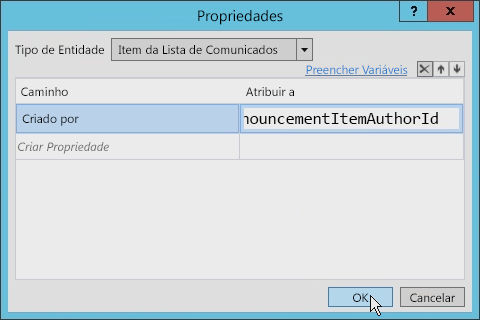 Propriedades
? x
Tipo de Entidade Item da Lista de Comunicados
Preencher Variáveis
Caminho Atribuir a
Criado por nouncementItemAuthorId
Criar Propriedade
OK Cancelar